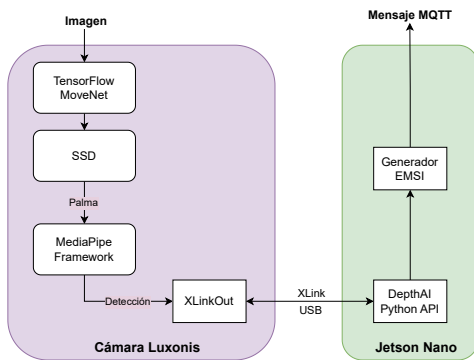 Imagen
Mensaje MQTT
TensorFlow
MoveNet
SSD
Palma
MediaPipe
Framework
Detección
XLinkOut
XLink
USB
Generador
EMSI
DepthAI
Python API
Cámara Luxonis
Jetson Nano